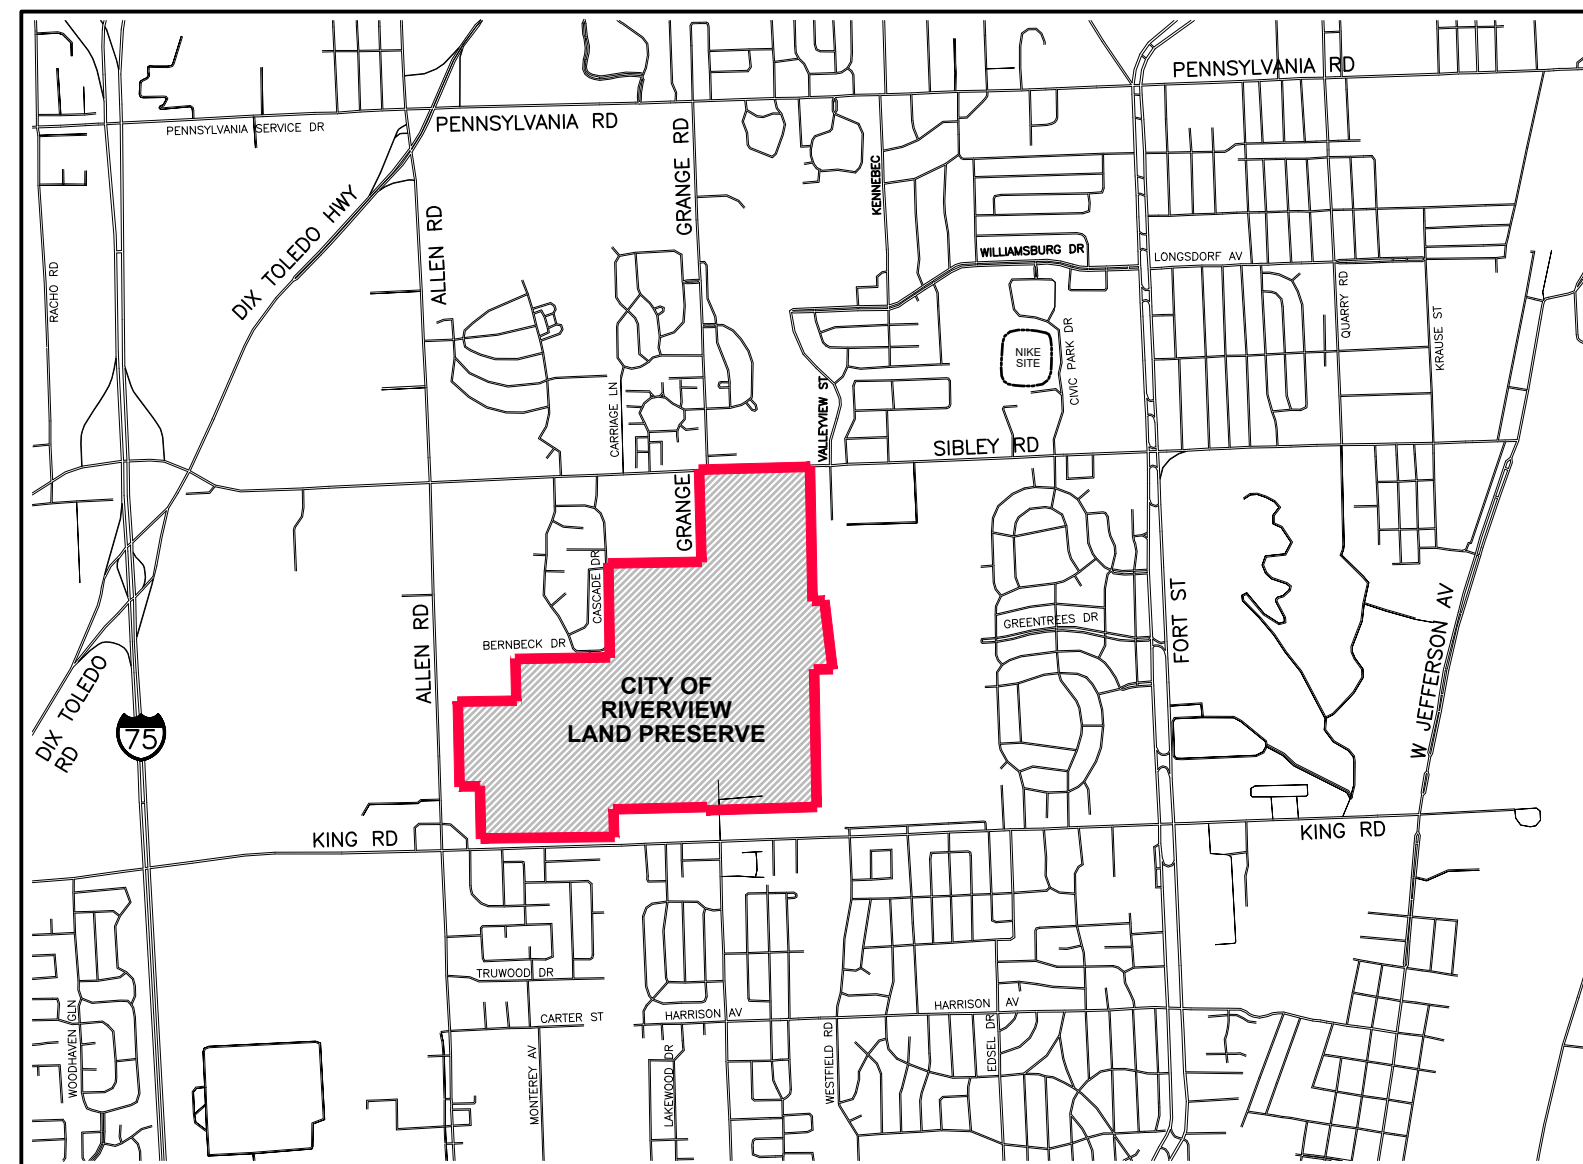 PENNSYLVANIA RD
PENNSYLVANIA SERVICE DR
PENNSYLVANIA RD
GRANGE RD
KENNEBEC
DIX TOLEDO HWY
ALLEN RD
WILLIAMSBURG DR
LONGSDORF AV
RACHO RD
QUARRY RD
KRAUSE ST
NIKE
SITE
CIVIC PARK DR
CARRIAGE LN
VALLEYVIEW ST
SIBLEY RD
GRANGE
CASCADE DR
BERNBECK DR
ALLEN RD
GREENTREES DR
FORT ST
W JEFFERSON AV
DIX TOLEDO
RD
75
CITY OF
RIVERVIEW
LAND PRESERVE
KING RD
KING RD
TRUWOOD DR
CARTER ST
HARRISON AV
HARRISON AV
WOODHAVEN GLN
MONTEREY AV
LAKEWOOD DR
WESTFIELD RD
EDSEL DR